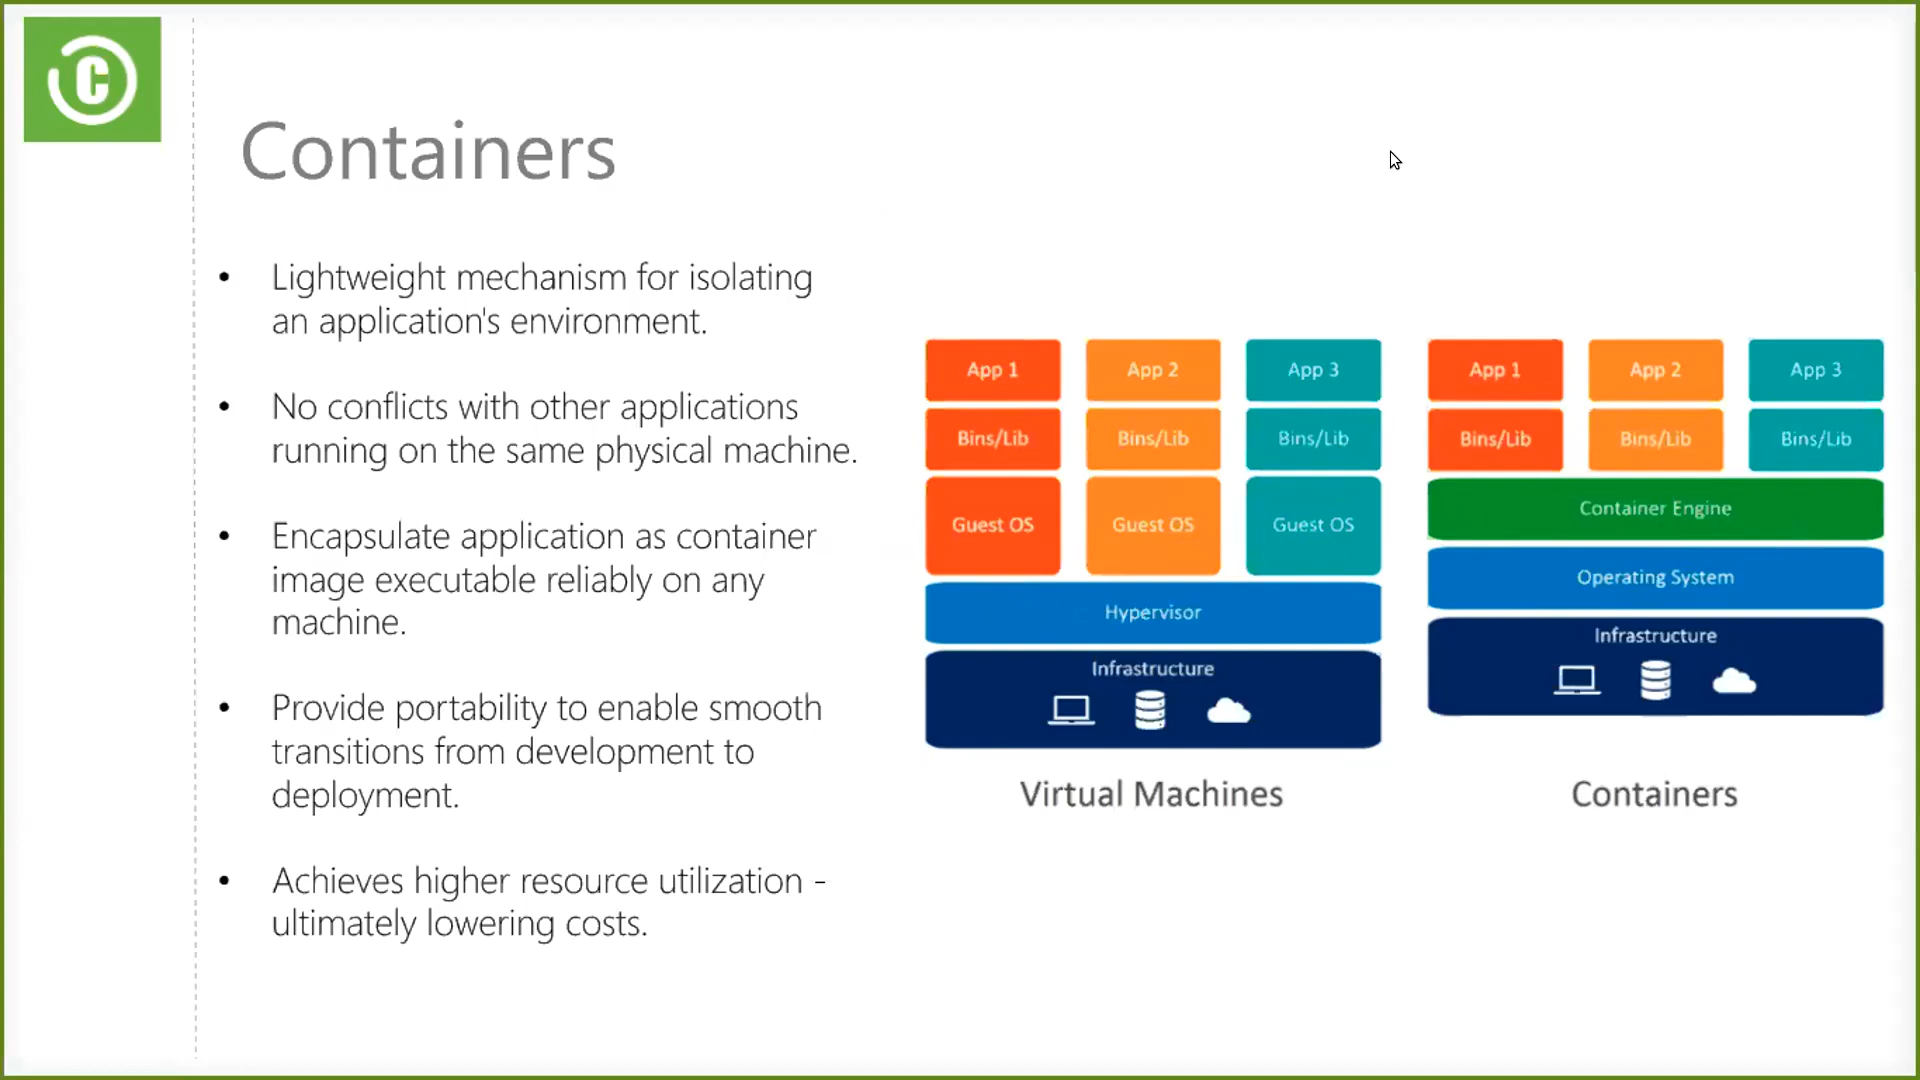 C
Containers
• Lightweight mechanism for isolating
an application's environment.
• No conflicts with other applications
running on the same physical machine.
• Encapsulate application as container
image executable reliably on any
machine.
• Provide portability to enable smooth
transitions from development to
deployment.
• Achieves higher resource utilization -
ultimately lowering costs.
App 1 App 2 App 3
Bins/Lib Bins/Lib Bins/Lib
Guest OS Guest OS Guest OS
Hypervisor
Infrastructure
Virtual Machines
App 1 App 2 App 3
Bins/Lib Bins/Lib Bins/Lib
Container Engine
Operating System
Infrastructure
Containers